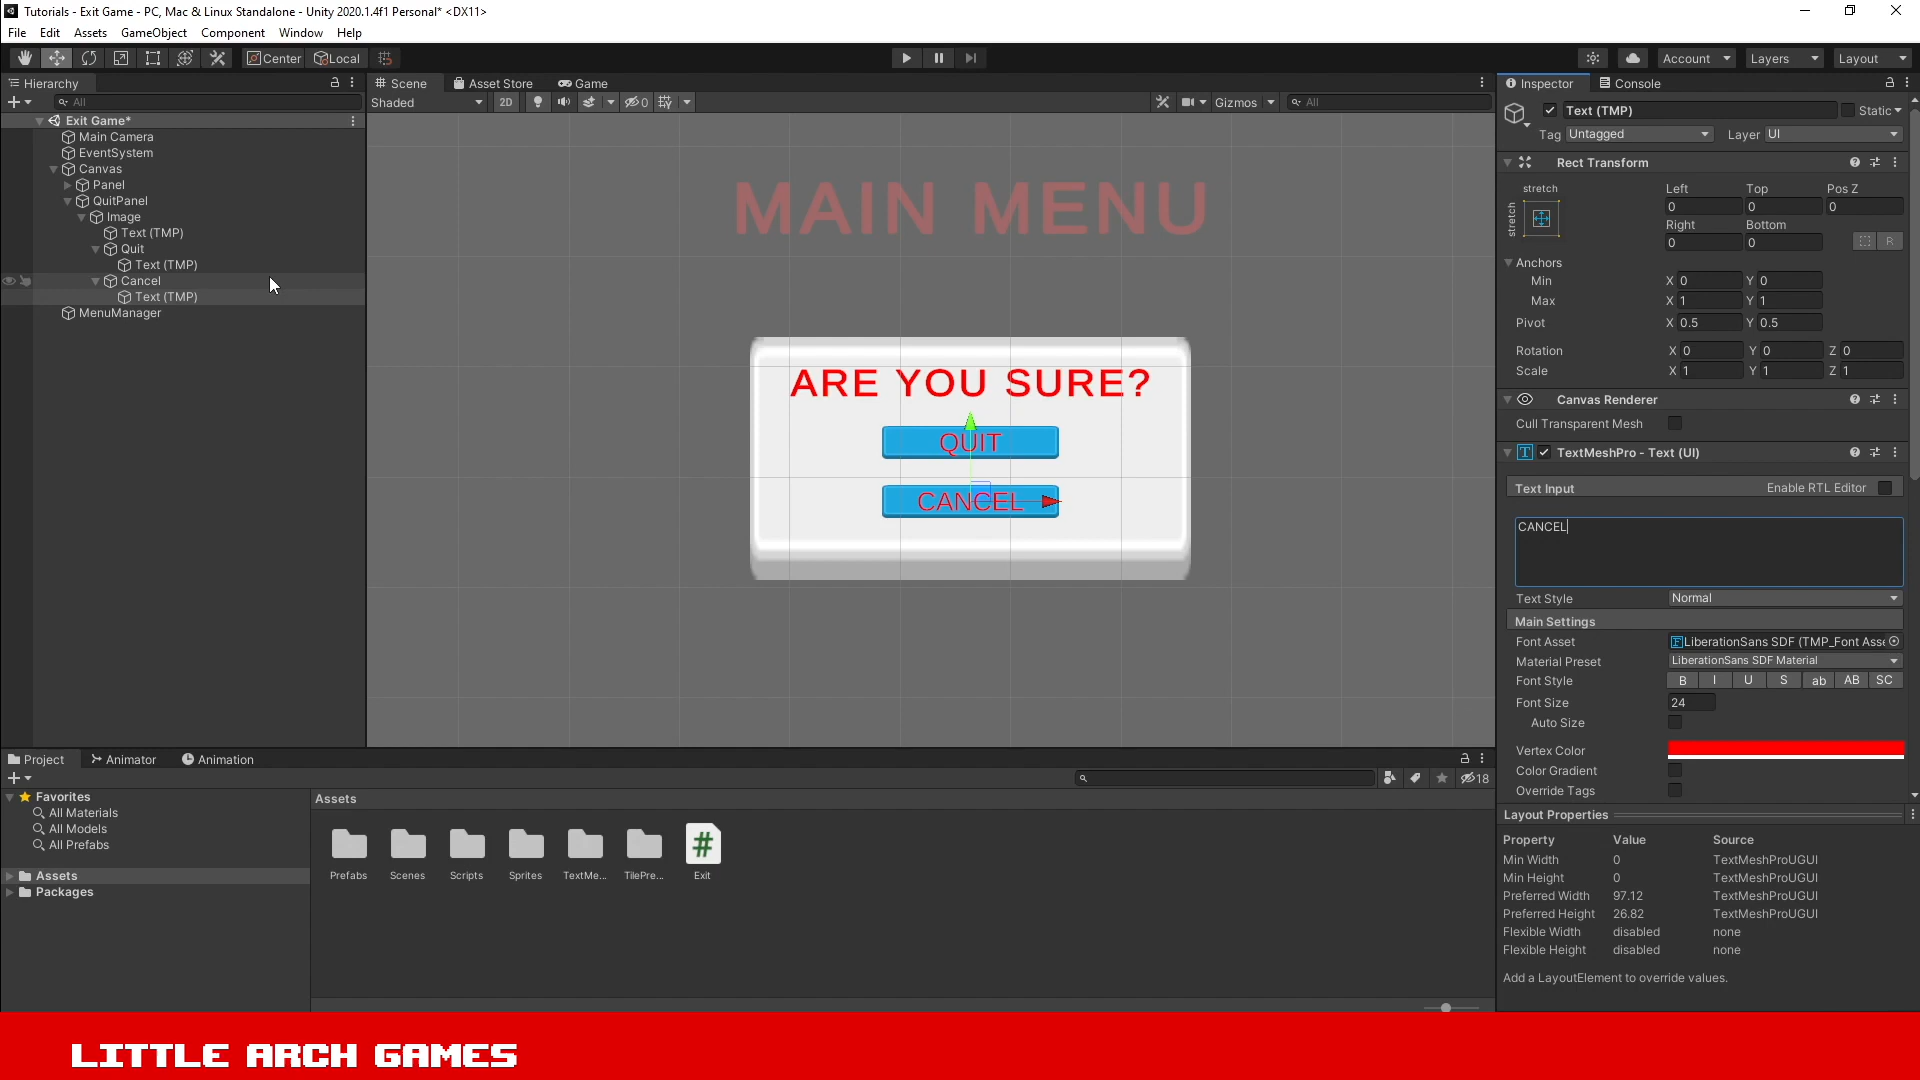 Tutorials - Exit Game - PC, Mac & Linux Standalone - Unity 2020.1.4f1 Personal* <DX11>
File Edit Assets GameObject Component Window Help
Center Local Account Layers Layout
Hierarchy
All
Exit Game*
Main Camera
EventSystem
Canvas
Panel
QuitPanel
Image
Text (TMP)
Quit
Text (TMP)
Cancel
Text (TMP)
MenuManager
Scene Asset Store Game
Shaded 2D 0 Gizmos All
MAIN MENU
ARE YOU SURE?
QUIT
CANCEL
Inspector Console
Text (TMP) Static
Tag Untagged Layer UI
Rect Transform
stretch Left Top Pos Z
stretch 0 0 0
Right Bottom
0 0 R
Anchors
Min X 0 Y 0
Max X 1 Y 1
Pivot X 0.5 Y 0.5
Rotation X 0 Y 0 Z 0
Scale X 1 Y 1 Z 1
Canvas Renderer
Cull Transparent Mesh
TextMeshPro - Text (UI)
Text Input Enable RTL Editor
CANCEL
Text Style Normal
Main Settings
Font Asset LiberationSans SDF (TMP_Font Asse
Material Preset LiberationSans SDF Material
Font Style B I U S ab AB SC
Font Size 24
Auto Size
Vertex Color
Color Gradient
Override Tags
Layout Properties
Property Value Source
Min Width 0 TextMeshProUGUI
Min Height 0 TextMeshProUGUI
Preferred Width 97.12 TextMeshProUGUI
Preferred Height 26.82 TextMeshProUGUI
Flexible Width disabled none
Flexible Height disabled none
Add a LayoutElement to override values.
Project Animator Animation
18
Favorites
All Materials
All Models
All Prefabs
Assets
Packages
Assets
Prefabs Scenes Scripts Sprites TextMe... TilePre... Exit
LITTLE ARCH GAMES